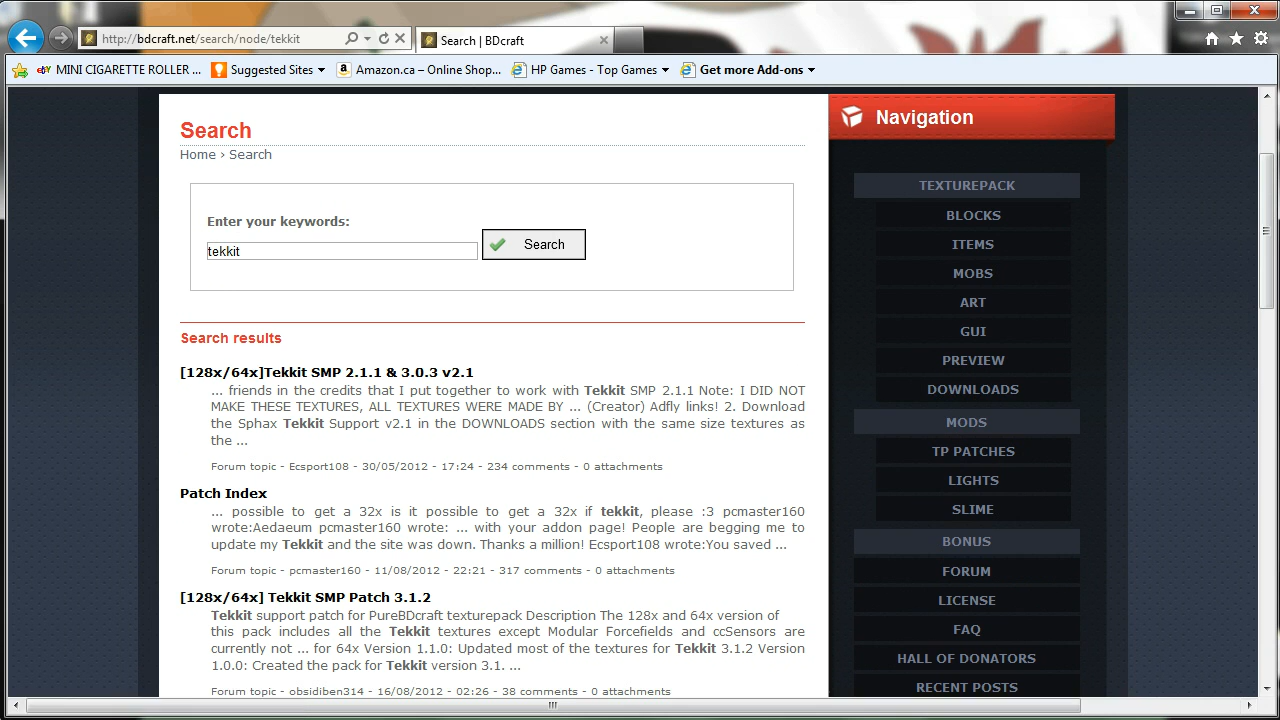 http://bdcraft.net/search/node/tekkit
Search | BDcraft
MINI CIGARETTE ROLLER ...
Suggested Sites
Amazon.ca – Online Shop...
HP Games - Top Games
Get more Add-ons
Search
Home › Search
Enter your keywords:
tekkit
Search
Search results
[128x/64x]Tekkit SMP 2.1.1 & 3.0.3 v2.1
... friends in the credits that I put together to work with Tekkit SMP 2.1.1 Note: I DID NOT
MAKE THESE TEXTURES, ALL TEXTURES WERE MADE BY ... (Creator) Adfly links! 2. Download
the Sphax Tekkit Support v2.1 in the DOWNLOADS section with the same size textures as
the ...
Forum topic - Ecsport108 - 30/05/2012 - 17:24 - 234 comments - 0 attachments
Patch Index
... possible to get a 32x is it possible to get a 32x if tekkit, please :3 pcmaster160
wrote:Aedaeum pcmaster160 wrote: ... with your addon page! People are begging me to
update my Tekkit and the site was down. Thanks a million! Ecsport108 wrote:You saved ...
Forum topic - pcmaster160 - 11/08/2012 - 22:21 - 317 comments - 0 attachments
[128x/64x] Tekkit SMP Patch 3.1.2
Tekkit support patch for PureBDcraft texturepack Description The 128x and 64x version of
this pack includes all the Tekkit textures except Modular Forcefields and ccSensors are
currently not ... for 64x Version 1.1.0: Updated most of the textures for Tekkit 3.1.2 Version
1.0.0: Created the pack for Tekkit version 3.1. ...
Forum topic - obsidiben314 - 16/08/2012 - 02:26 - 38 comments - 0 attachments
Navigation
TEXTUREPACK
BLOCKS
ITEMS
MOBS
ART
GUI
PREVIEW
DOWNLOADS
MODS
TP PATCHES
LIGHTS
SLIME
BONUS
FORUM
LICENSE
FAQ
HALL OF DONATORS
RECENT POSTS